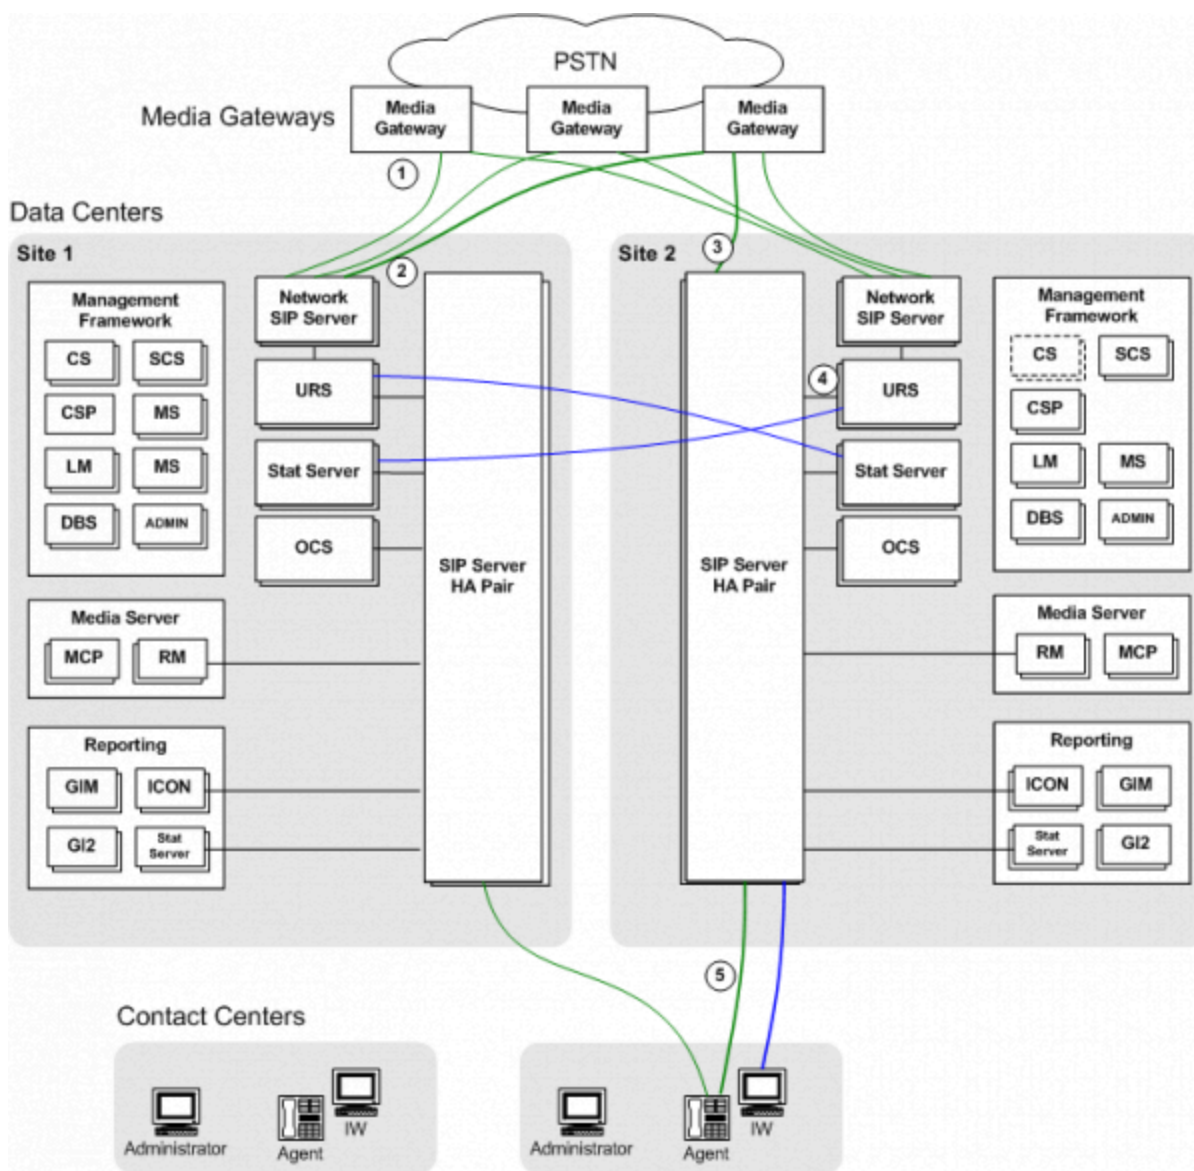 PSTN
Media Gateways
Media
Gateway
Media
Gateway
Media
Gateway
1
Data Centers
Site 1
2
Management
Framework
CS
SCS
CSP
MS
LM
MS
DBS
ADMIN
Network
SIP Server
URS
Stat Server
OCS
SIP Server
HA Pair
Media Server
MCP
RM
Reporting
GIM
ICON
GI2
Stat
Server
Site 2
3
SIP Server
HA Pair
Network
SIP Server
4
URS
Stat Server
OCS
Management
Framework
CS
SCS
CSP
LM
MS
DBS
ADMIN
Media Server
RM
MCP
Reporting
ICON
GIM
Stat
Server
GI2
5
Contact Centers
Administrator
Agent
IW
Administrator
Agent
IW